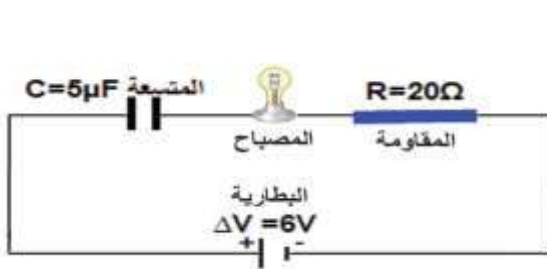 C=5µF المتسعة
R=20Ω
المصباح
المقاومة
البطارية
ΔV =6V
+ -